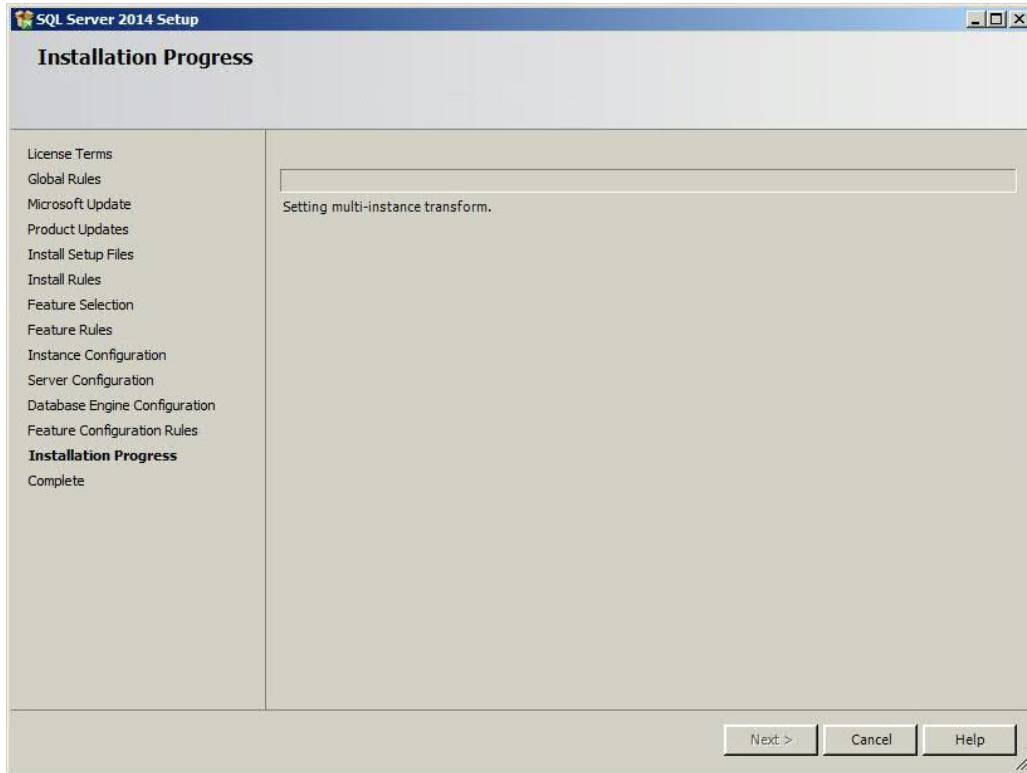 SQL Server 2014 Setup
Installation Progress
License Terms
Global Rules
Microsoft Update
Product Updates
Install Setup Files
Install Rules
Feature Selection
Feature Rules
Instance Configuration
Server Configuration
Database Engine Configuration
Feature Configuration Rules
Installation Progress
Complete
Setting multi-instance transform.
Next > Cancel Help